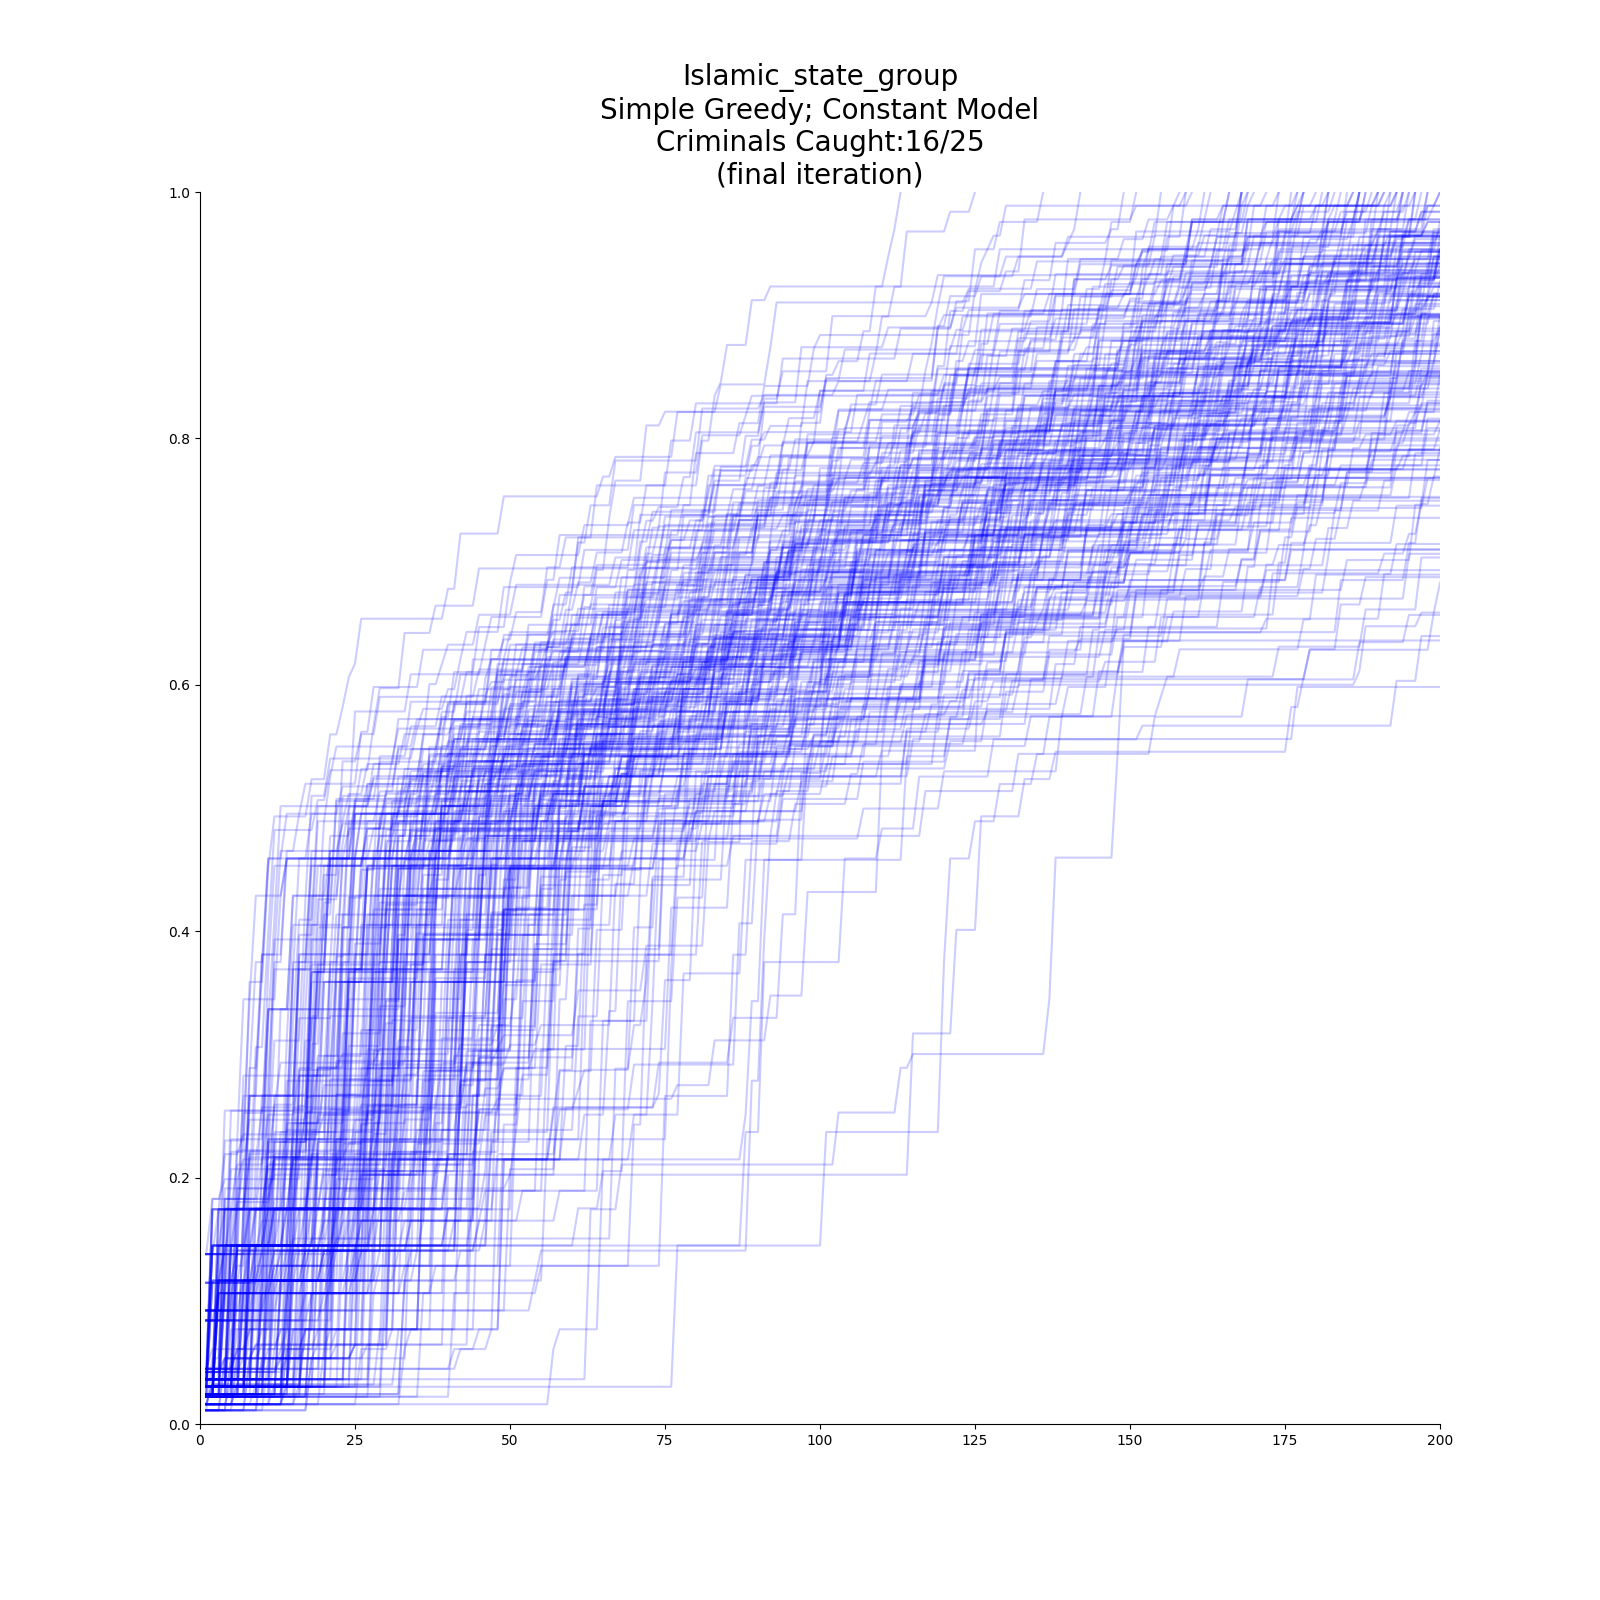 Islamic_state_group
Simple Greedy; Constant Model
Criminals Caught:16/25
(final iteration)
1.0
0.8
0.6
0.4
0.2
0.0
0 25 50 75 100 125 150 175 200